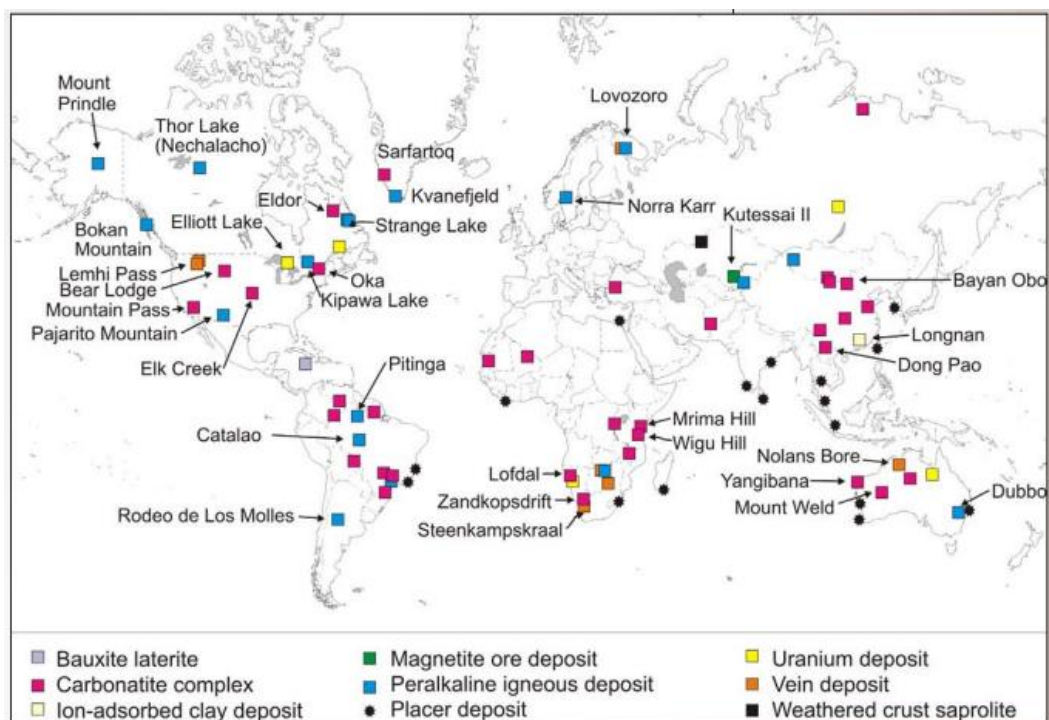 Mount
Prindle
Thor Lake
(Nechalacho)
Sarfartoq
Lovozoro
Eldor
Kvanefjeld
Norra Karr
Kutessai II
Elliott Lake
Strange Lake
Bokan
Mountain
Lemhi Pass
Bear Lodge
Oka
Kipawa Lake
Bayan Obo
Mountain Pass
Pajarito Mountain
Longnan
Elk Creek
Pitinga
Dong Pao
Mrima Hill
Catalao
Wigu Hill
Nolans Bore
Lofdal
Yangibana
Zandkopsdrift
Mount Weld
Dubbo
Rodeo de Los Molles
Steenkampskraal
Bauxite laterite
Magnetite ore deposit
Uranium deposit
Carbonatite complex
Peralkaline igneous deposit
Vein deposit
Ion-adsorbed clay deposit
Placer deposit
Weathered crust saprolite